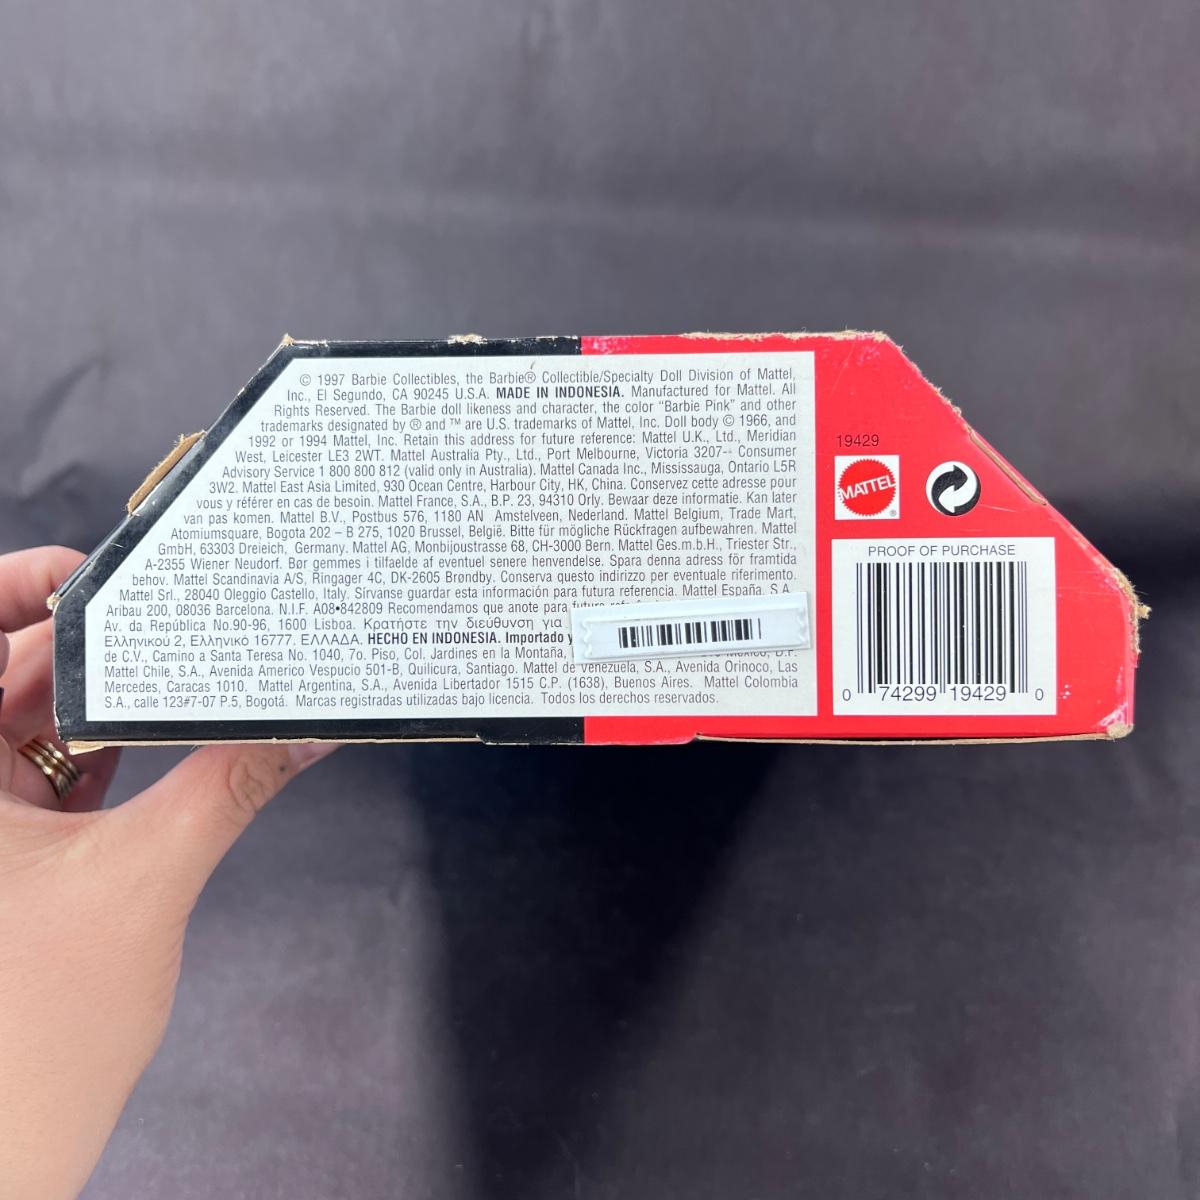 © 1997 Barbie Collectibles, the Barbie® Collectible/Specialty Doll Division of Mattel,
Inc., El Segundo, CA 90245 U.S.A. MADE IN INDONESIA. Manufactured for Mattel. All
Rights Reserved. The Barbie doll likeness and character, the color "Barbie Pink" and other
trademarks designated by ® and ™ are U.S. trademarks of Mattel, Inc. Doll body © 1966, and
1992 or 1994 Mattel, Inc. Retain this address for future reference: Mattel U.K., Ltd., Meridian
West, Leicester LE3 2WT. Mattel Australia Pty., Ltd., Port Melbourne, Victoria 3207-- Consumer
Advisory Service 1 800 800 812 (valid only in Australia). Mattel Canada Inc., Mississauga, Ontario L5R
3W2. Mattel East Asia Limited, 930 Ocean Centre, Harbour City, HK, China. Conservez cette adresse pour
vous y référer en cas de besoin. Mattel France, S.A., B.P. 23, 94310 Orly. Bewaar deze informatie. Kan later
van pas komen. Mattel B.V., Postbus 576, 1180 AN Amstelveen, Nederland. Mattel Belgium, Trade Mart,
Atomiumsquare, Bogota 202 – B 275, 1020 Brussel, België. Bitte für mögliche Rückfragen aufbewahren. Mattel
GmbH, 63303 Dreieich, Germany. Mattel AG, Monbijoustrasse 68, CH-3000 Bern. Mattel Ges.m.b.H., Triester Str.,
A-2355 Wiener Neudorf. Bør gemmes i tilfælde af eventuel senere henvendelse. Spara denna adress för framtida
behov. Mattel Scandinavia A/S, Ringager 4C, DK-2605 Brøndby. Conserva questo indirizzo per eventuale riferimento.
Mattel Srl., 28040 Oleggio Castello, Italy. Sírvanse guardar esta información para futura referencia. Mattel España, S.A.
Aribau 200, 08036 Barcelona. N.I.F. A08•842809 Recomendamos que anote para futura
Av. da República No.90-96, 1600 Lisboa. Κρατήστε την διεύθυνση για
Ελληνικού 2, Ελληνικό 16777. ΕΛΛΑΔΑ. HECHO EN INDONESIA. Importado y
de C.V., Camino a Santa Teresa No. 1040, 7o. Piso, Col. Jardines en la Montaña, México, D.F.
Mattel Chile, S.A., Avenida Americo Vespucio 501-B, Quilicura, Santiago. Mattel de Venezuela, S.A., Avenida Orinoco, Las
Mercedes, Caracas 1010. Mattel Argentina, S.A., Avenida Libertador 1515 C.P. (1638), Buenos Aires. Mattel Colombia
S.A., calle 123#7-07 P.5, Bogotá. Marcas registradas utilizadas bajo licencia. Todos los derechos reservados.
19429
MATTEL ®
PROOF OF PURCHASE
0 74299 19429 0